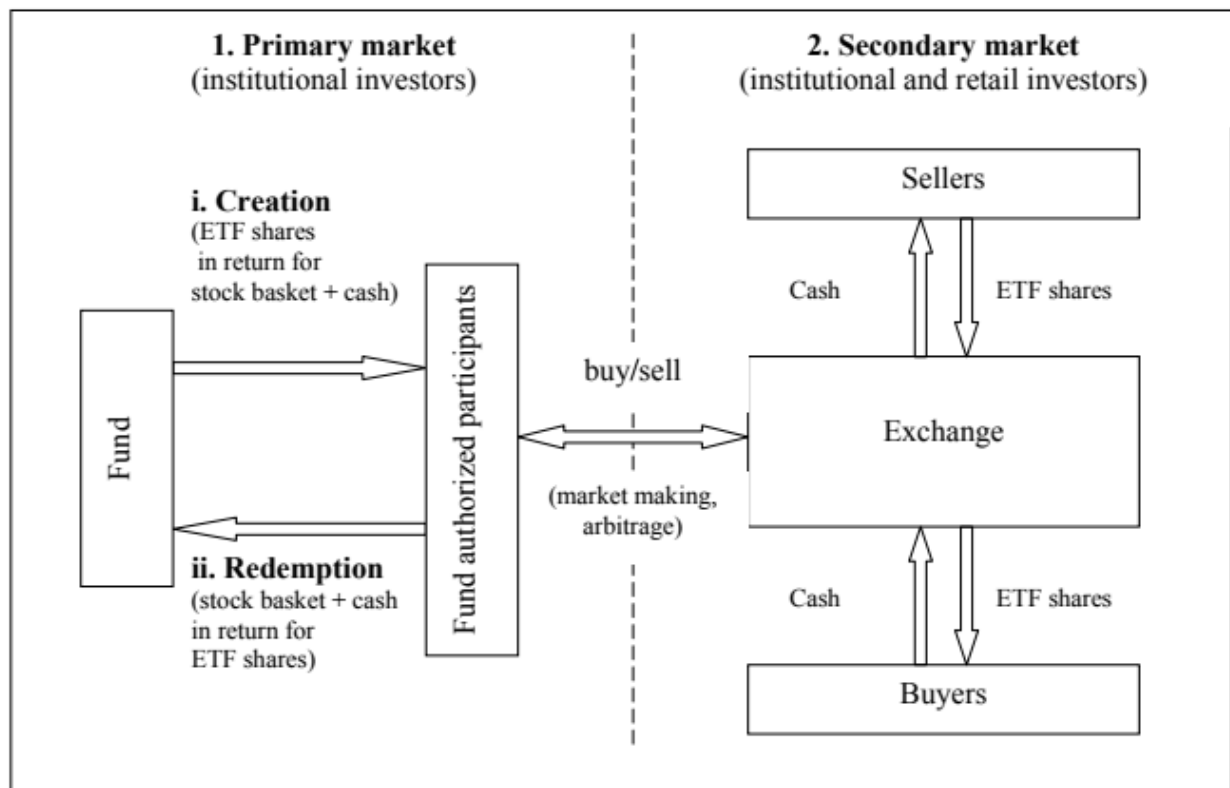 1. Primary market
(institutional investors)
2. Secondary market
(institutional and retail investors)
i. Creation
(ETF shares
in return for
stock basket + cash)
Fund
Fund authorized participants
ii. Redemption
(stock basket + cash
in return for
ETF shares)
buy/sell
(market making,
arbitrage)
Sellers
Cash
ETF shares
Exchange
Cash
ETF shares
Buyers